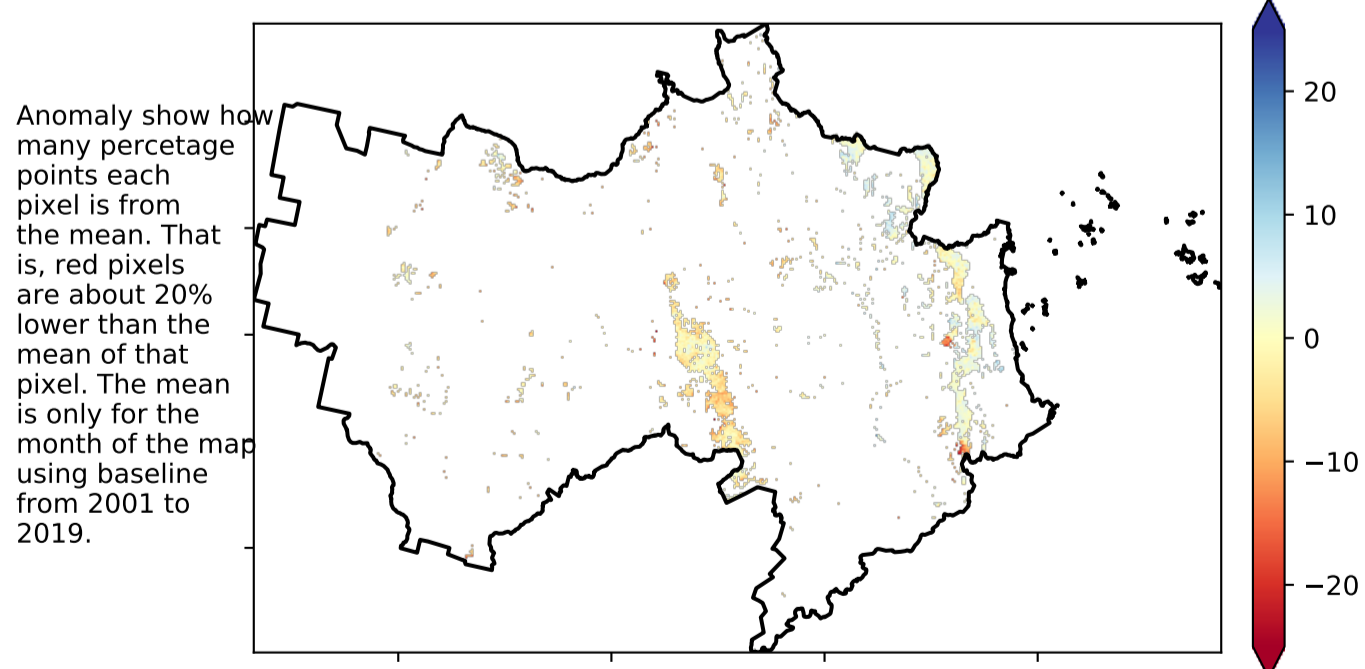 Anomaly show how
many percetage
points each
pixel is from
the mean. That
is, red pixels
are about 20%
lower than the
mean of that
pixel. The mean
is only for the
month of the map
using baseline
from 2001 to
2019.
20
10
0
−10
−20